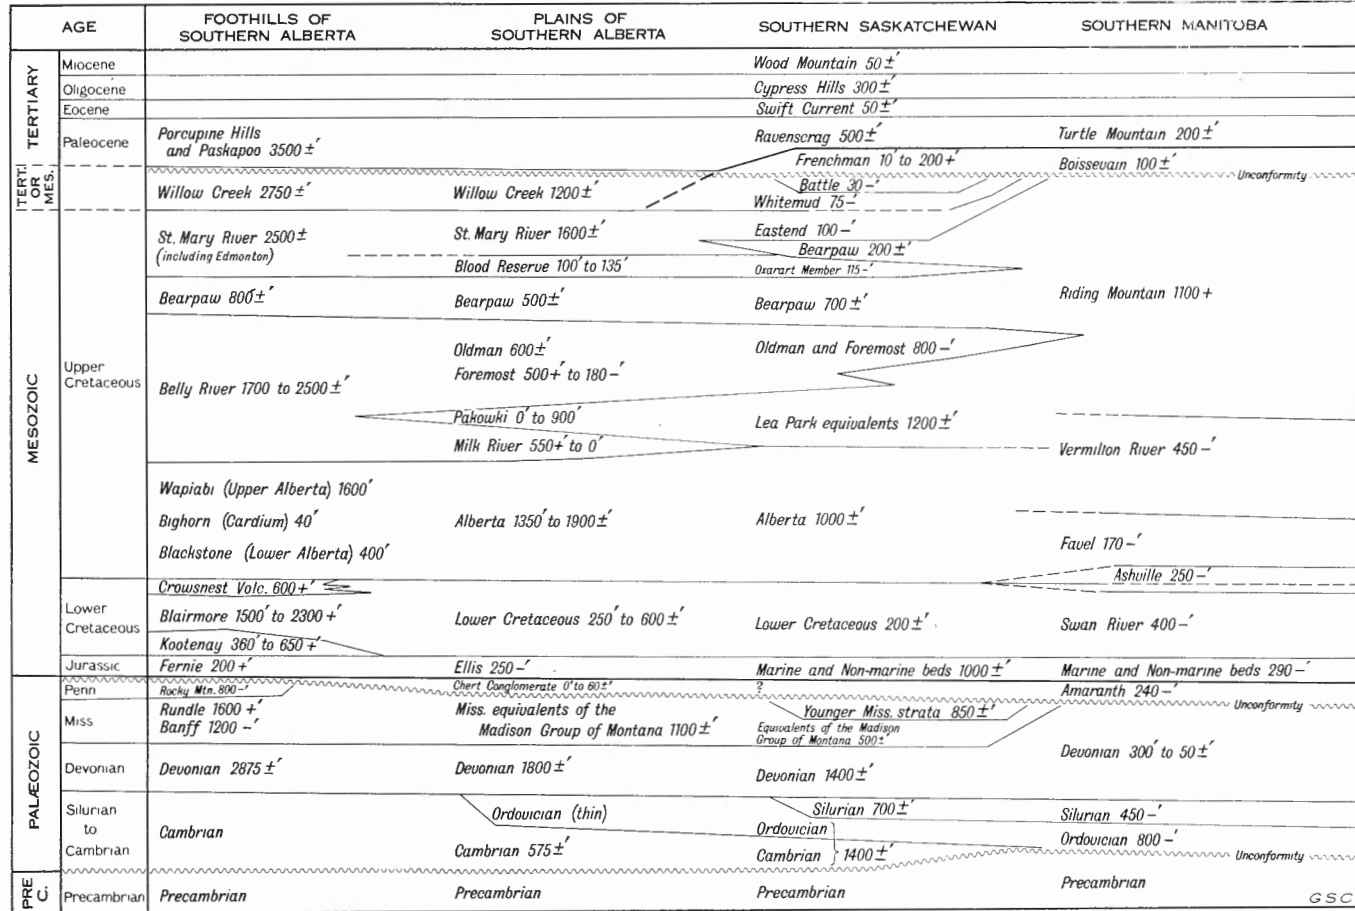 AGE
FOOTHILLS OF
SOUTHERN ALBERTA
PLAINS OF
SOUTHERN ALBERTA
SOUTHERN SASKATCHEWAN
SOUTHERN MANITOBA
TERTIARY
Miocene
Wood Mountain 50±′
Oligocene
Cypress Hills 300±′
Eocene
Swift Current 50±′
Paleocene
Porcupine Hills
and Paskapoo 3500±′
Ravenscrag 500±′
Turtle Mountain 200±′
Frenchman 10′ to 200+′
Boissevain 100±′
Unconformity
TERT.
OR
MES.
Willow Creek 2750±′
Willow Creek 1200±′
Battle 30-′
Whitemud 75-′
MESOZOIC
Upper
Cretaceous
St. Mary River 2500±
(including Edmonton)
St. Mary River 1600±′
Eastend 100-′
Bearpaw 200±′
Blood Reserve 100′ to 135′
Oxarart Member 115-′
Bearpaw 800±′
Bearpaw 500±′
Bearpaw 700±′
Riding Mountain 1100+
Oldman 600±′
Oldman and Foremost 800-′
Foremost 500+′ to 180-′
Belly River 1700 to 2500±′
Pakowki 0′ to 900′
Lea Park equivalents 1200±′
Milk River 550+′ to 0′
Vermilion River 450-′
Wapiabi (Upper Alberta) 1600′
Bighorn (Cardium) 40′
Alberta 1350′ to 1900±′
Alberta 1000±′
Blackstone (Lower Alberta) 400′
Favel 170-′
Ashville 250-′
Lower
Cretaceous
Crowsnest Volc. 600+′
Blairmore 1500′ to 2300+′
Lower Cretaceous 250′ to 600±′
Lower Cretaceous 200±′
Swan River 400-′
Kootenay 360′ to 650+′
Jurassic
Fernie 200+′
Ellis 250-′
Marine and Non-marine beds 1000±′
Marine and Non-marine beds 290-′
PALÆOZOIC
Penn
Rocky Mtn. 800-′
Chert Conglomerate 0′ to 60±′
?
Amaranth 240-′
Unconformity
Miss
Rundle 1600+′
Banff 1200-′
Miss. equivalents of the
Madison Group of Montana 1100±′
Younger Miss. strata 850±′
Equivalents of the Madison
Group of Montana 500±′
Devonian
Devonian 2875±′
Devonian 1800±′
Devonian 1400±′
Devonian 300′ to 50±′
Silurian
to
Cambrian
Cambrian
Ordovician (thin)
Silurian 700±′
Silurian 450-′
Ordovician
Ordovician 800-′
Cambrian 575±′
Cambrian
1400±′
Unconformity
PRE
C.
Precambrian
Precambrian
Precambrian
Precambrian
Precambrian
GSC